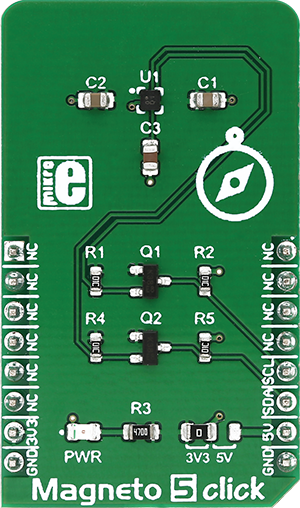 U1
C2
C1
C3
mikro
e
R1 Q1 R2
R4 Q2 R5
NC
NC
NC
NC
NC
NC
3V3
GND
NC
NC
NC
NC
SCL
SDA
5V
GND
R3
4700
0
PWR
3V3 5V
Magneto 5 click